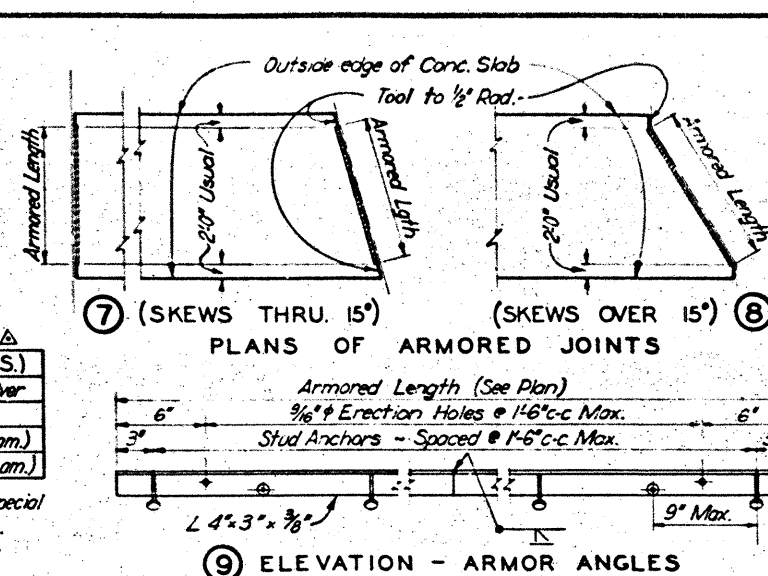 Outside edge of Conc. Slab
Tool to ½" Rad.
Armored Length
2'-0" Usual
Armored Lgth
2'-0" Usual
Armored Length
7 (SKEWS THRU. 15°)
(SKEWS OVER 15°) 8
PLANS OF ARMORED JOINTS
S.)
ver
om.)
om.)
pecial
Armored Length (See Plan)
6" 9/16" ϕ Erection Holes @ 1'-6" c-c Max. 6"
3" Stud Anchors - Spaced @ 1'-6" c-c Max.
L 4" x 3" x 3/8"
9" Max.
9 ELEVATION - ARMOR ANGLES